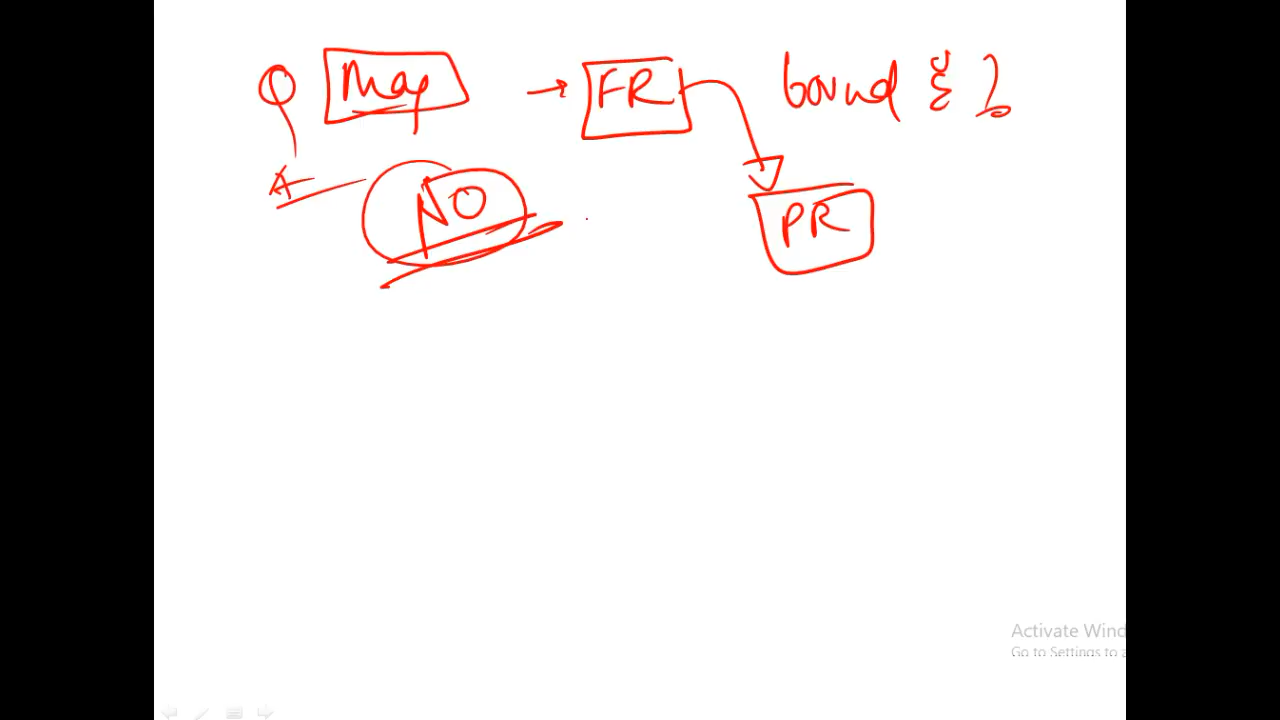 Q Map → FR bound
A NO PR
Activate Wind
Go to Settings to a